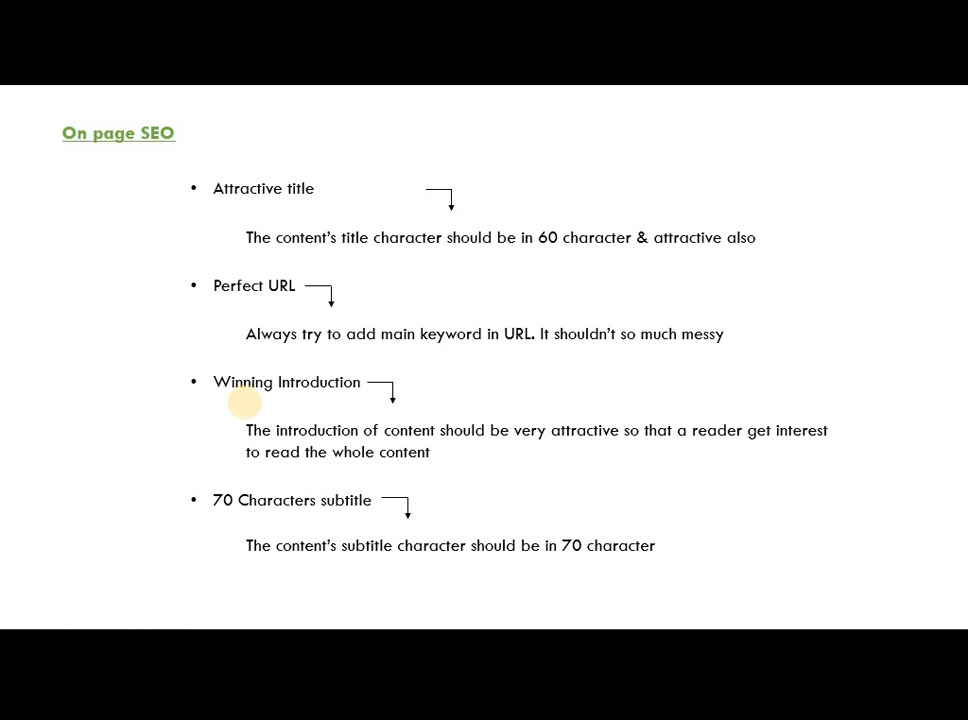 On page SEO
• Attractive title
The content's title character should be in 60 character & attractive also
• Perfect URL
Always try to add main keyword in URL. It shouldn't so much messy
• Winning Introduction
The introduction of content should be very attractive so that a reader get interest
to read the whole content
• 70 Characters subtitle
The content's subtitle character should be in 70 character